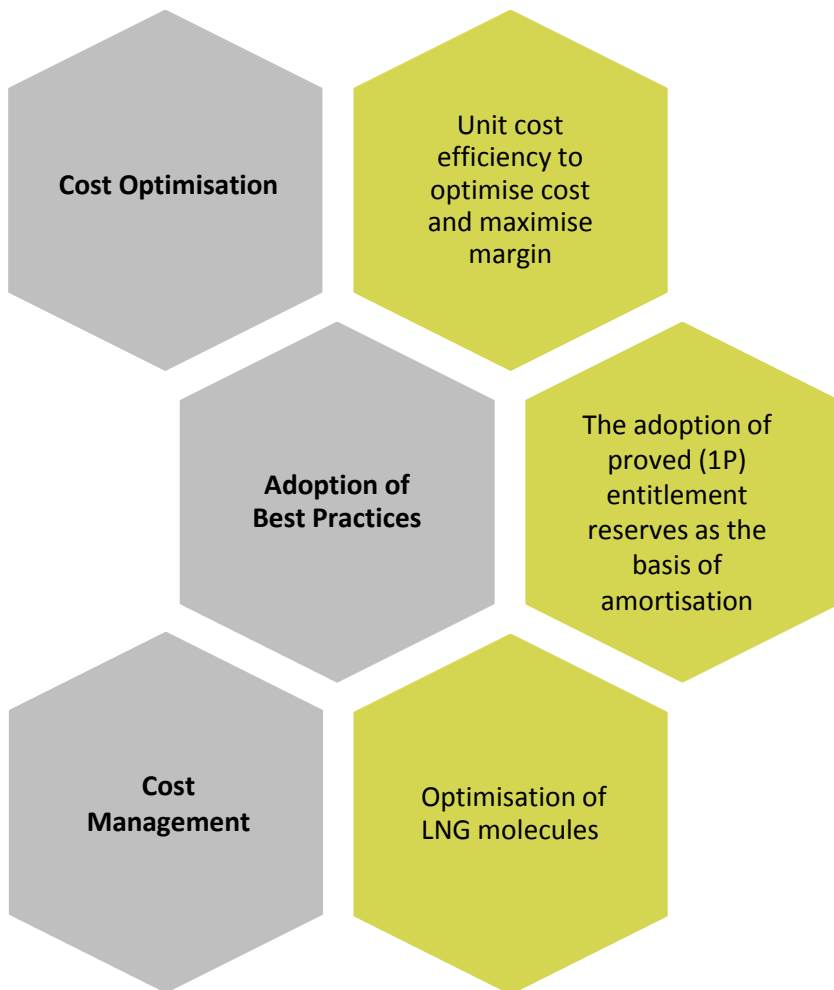 Cost Optimisation
Unit cost
efficiency to
optimise cost
and maximise
margin
Adoption of
Best Practices
The adoption of
proved (1P)
entitlement
reserves as the
basis of
amortisation
Cost
Management
Optimisation of
LNG molecules